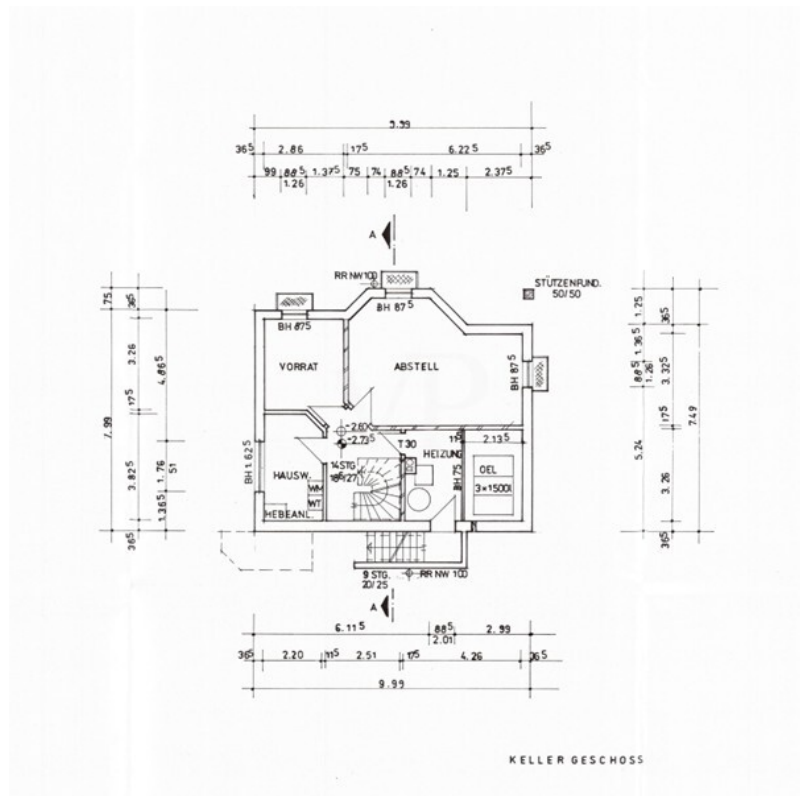 9.99
36⁵ 2.86 17⁵ 6.22⁵ 36⁵
99 88⁵ 1.37⁵ 75 74 88⁵ 74 1.25 2.37⁵
1.26 1.26
A
RR NW 100
STÜTZENFUND.
50/50
BH 87⁵
BH 87⁵
BH 87⁵
VORRAT
ABSTELL
75
36⁵
3.26
4.86⁵
17⁵
7.99
3.82⁵
1.76
51
1.36⁵
36⁵
1.25
36⁵
1.36⁵
88⁵
1.26
3.32⁵
17⁵
7.49
5.24
3.26
36⁵
-2.60
-2.73⁵
T 30
11⁵
2.13⁵
HEIZUNG
BH 1.62⁵
HAUSW.
14 STG
BH 75
OEL
3×1500l
WM
WT
HEBEANL.
9 STG.
20/25
RR NW 100
A
6.11⁵ 88⁵ 2.99
2.01
36⁵ 2.20 11⁵ 2.51 17⁵ 4.26 36⁵
9.99
KELLER GESCHOSS